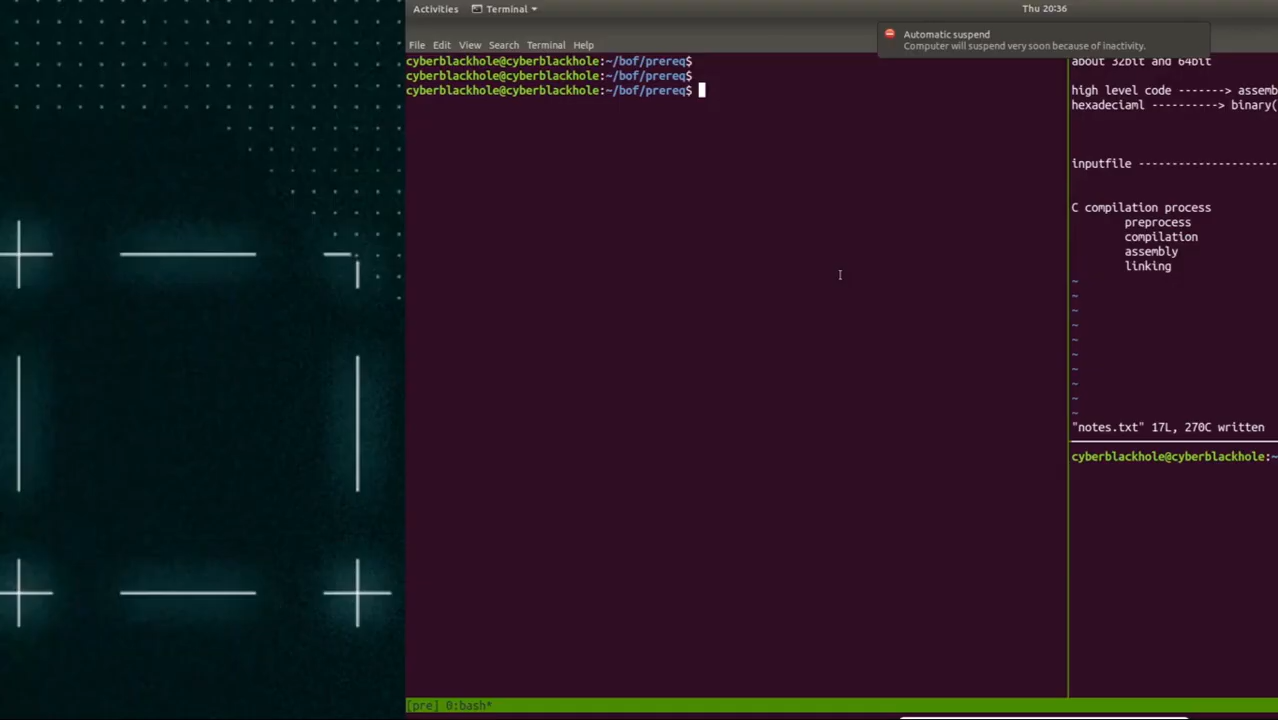 Activities Terminal Thu 20:36
Automatic suspend
Computer will suspend very soon because of inactivity.
File Edit View Search Terminal Help
cyberblackhole@cyberblackhole:~/bof/prereq$
cyberblackhole@cyberblackhole:~/bof/prereq$
cyberblackhole@cyberblackhole:~/bof/prereq$
about 32bit and 64bit
high level code -------> assemb
hexadeciaml ----------> binary(
inputfile ---------------------
C compilation process
preprocess
compilation
assembly
linking
~
~
~
~
~
~
~
~
~
~
"notes.txt" 17L, 270C written
cyberblackhole@cyberblackhole:~
[pre] 0:bash*